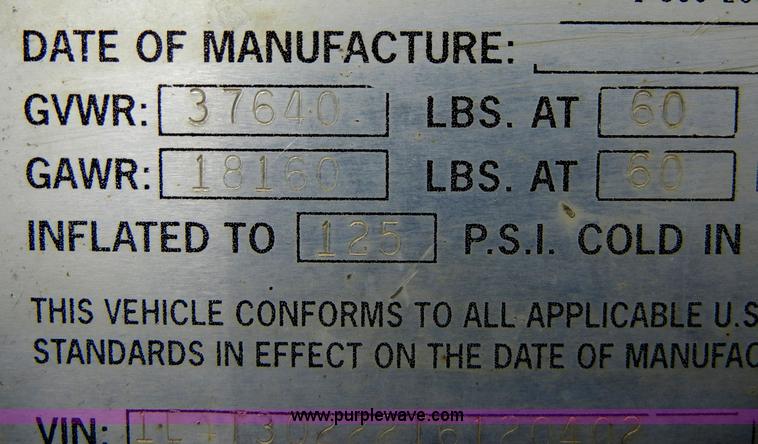 DATE OF MANUFACTURE:
GVWR: 37640 LBS. AT 60
GAWR: 18160 LBS. AT 60
INFLATED TO 125 P.S.I. COLD IN
THIS VEHICLE CONFORMS TO ALL APPLICABLE U.S
STANDARDS IN EFFECT ON THE DATE OF MANUFAC
www.purplewave.com
VIN: